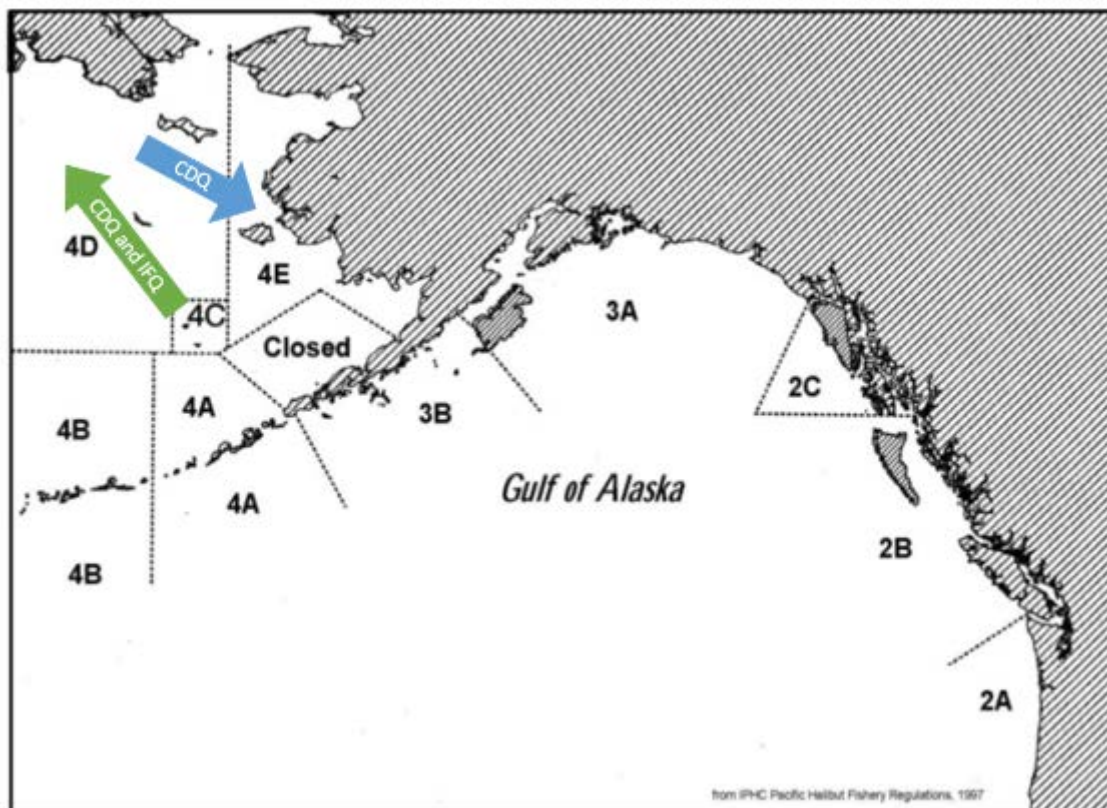 CDQ
CDQ and IFQ
4D
4E
4C
3A
Closed
2C
4A
3B
4B
Gulf of Alaska
4A
2B
4B
2A
from IPHC Pacific Halibut Fishery Regulations, 1997